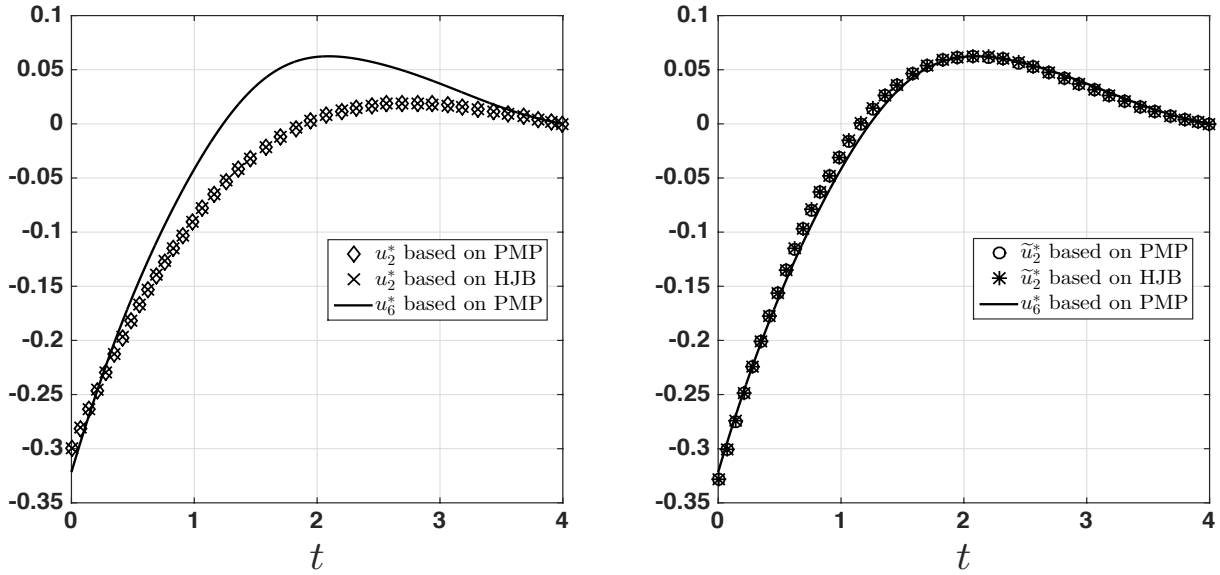 0.1
0.05
0
-0.05
-0.1
-0.15
-0.2
-0.25
-0.3
-0.35
0 1 2 3 4
t
u₂* based on PMP
u₂* based on HJB
u₆* based on PMP
0.1
0.05
0
-0.05
-0.1
-0.15
-0.2
-0.25
-0.3
-0.35
0 1 2 3 4
t
ũ₂* based on PMP
ũ₂* based on HJB
u₆* based on PMP